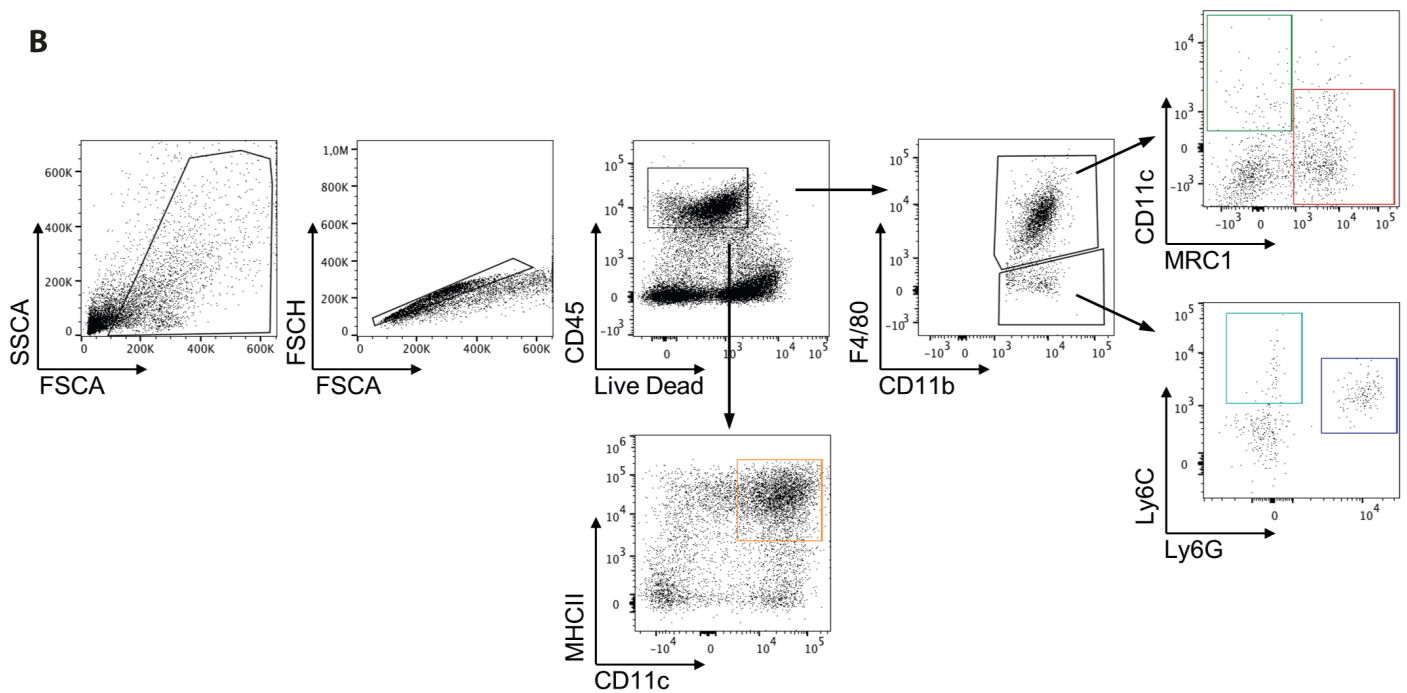 B
SSCA
600K
400K
200K
0
0 200K 400K 600K
FSCA
FSCH
1,0M
800K
600K
400K
200K
0
0 200K 400K 600K
FSCA
CD45
10^5
10^4
10^3
0
-10^3
0 10^3 10^4 10^5
Live Dead
F4/80
10^5
10^4
10^3
0
-10^3
-10^3 0 10^3 10^4 10^5
CD11b
CD11c
10^4
10^3
0
-10^3
-10^3 0 10^3 10^4 10^5
MRC1
Ly6C
10^5
10^4
10^3
0
0 10^4
Ly6G
MHCII
10^6
10^5
10^4
10^3
0
-10^4 0 10^4 10^5
CD11c